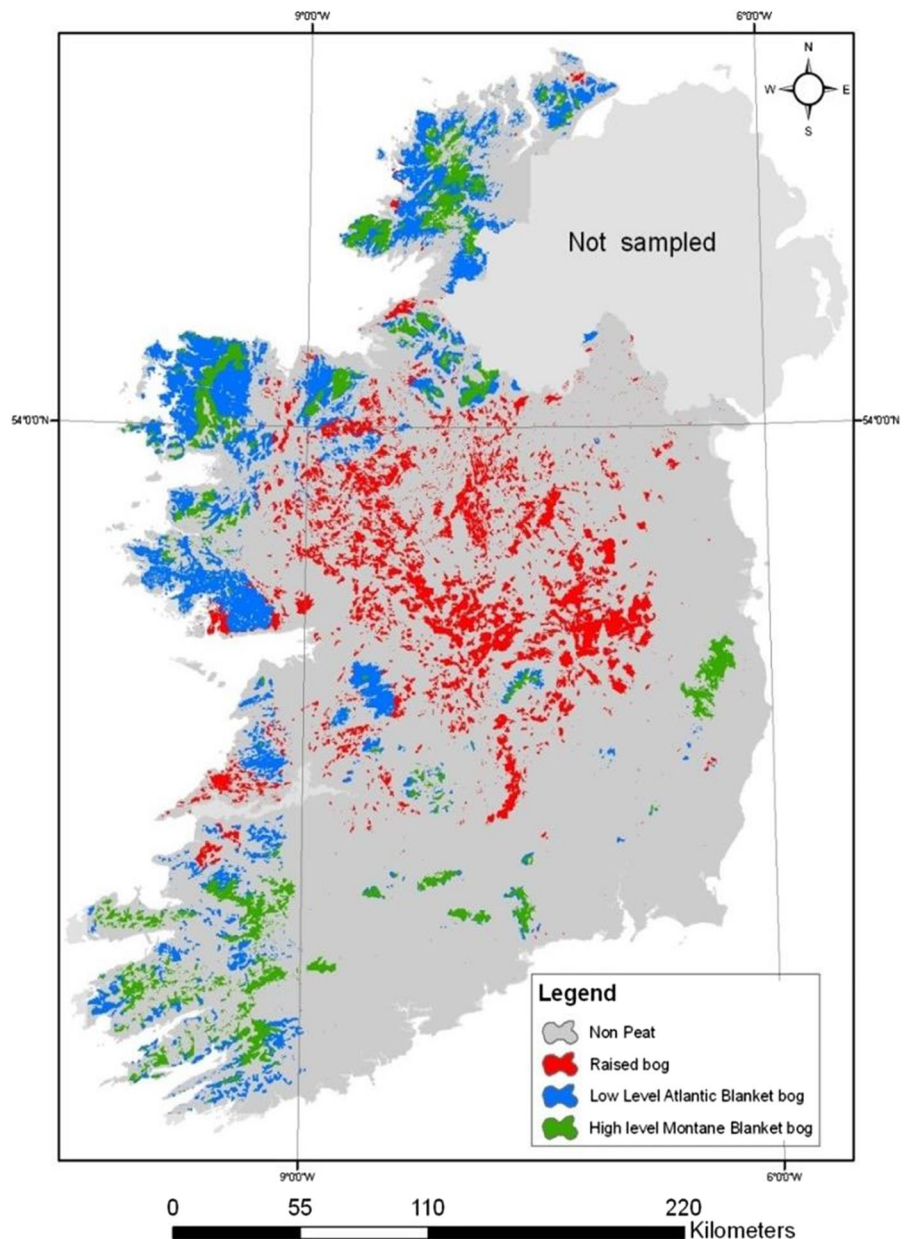 9°0'0"W 6°0'0"W
N
W E
S
Not sampled
54°0'0"N 54°0'0"N
Legend
Non Peat
Raised bog
Low Level Atlantic Blanket bog
High level Montane Blanket bog
9°0'0"W 6°0'0"W
0 55 110 220
Kilometers